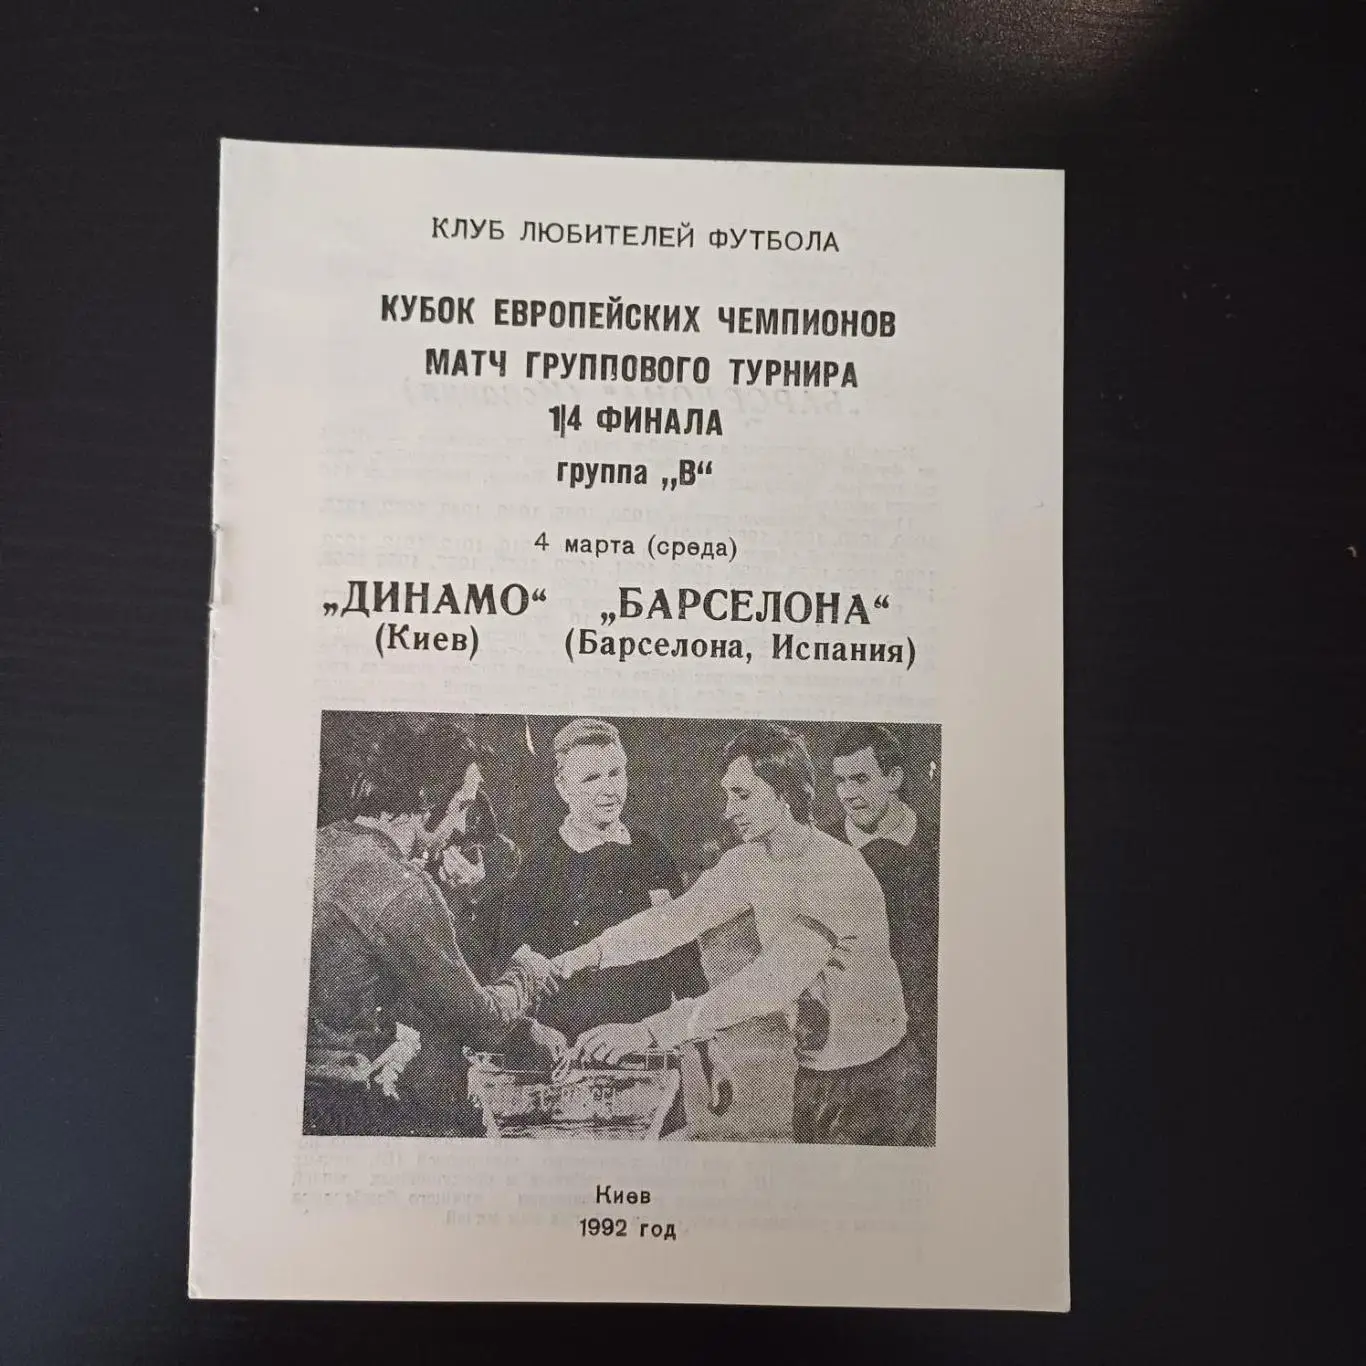 КЛУБ ЛЮБИТЕЛЕЙ ФУТБОЛА
КУБОК ЕВРОПЕЙСКИХ ЧЕМПИОНОВ
МАТЧ ГРУППОВОГО ТУРНИРА
1/4 ФИНАЛА
группа „В“
4 марта (среда)
„ДИНАМО“ „БАРСЕЛОНА“
(Киев) (Барселона, Испания)
Киев
1992 год